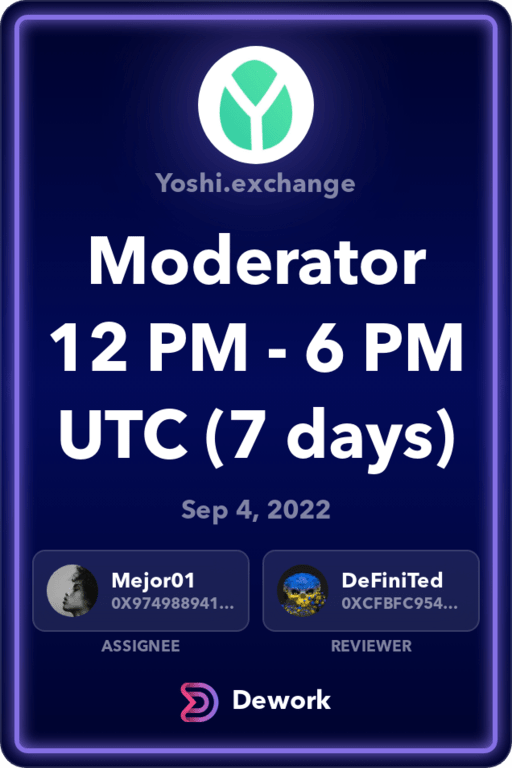 Yoshi.exchange
Moderator
12 PM - 6 PM
UTC (7 days)
Sep 4, 2022
Mejor01
0X974988941...
ASSIGNEE
DeFiniTed
0XCFBFC954...
REVIEWER
Dework